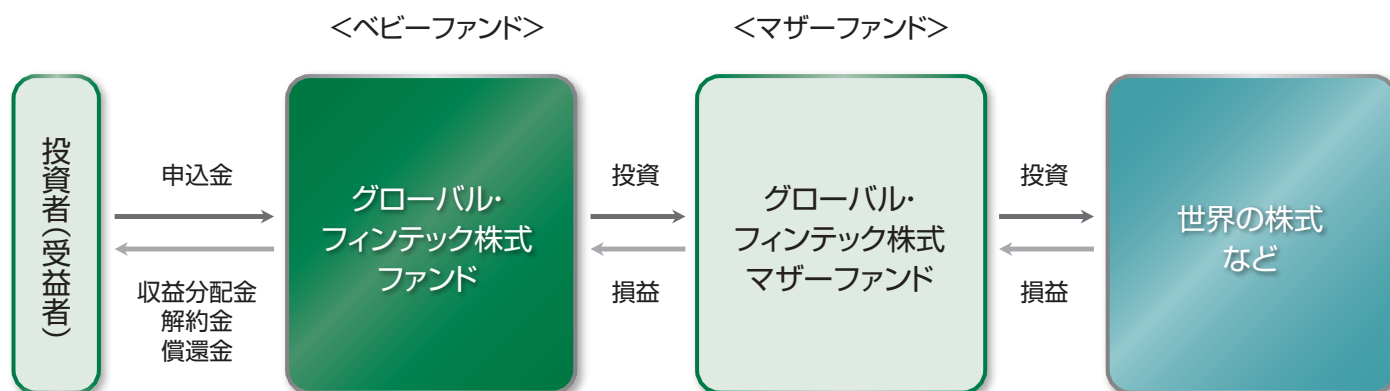 ＜ベビーファンド＞
＜マザーファンド＞
投資者（受益者）
申込金
収益分配金
解約金
償還金
グローバル・
フィンテック株式
ファンド
投資
損益
グローバル・
フィンテック株式
マザーファンド
投資
損益
世界の株式
など